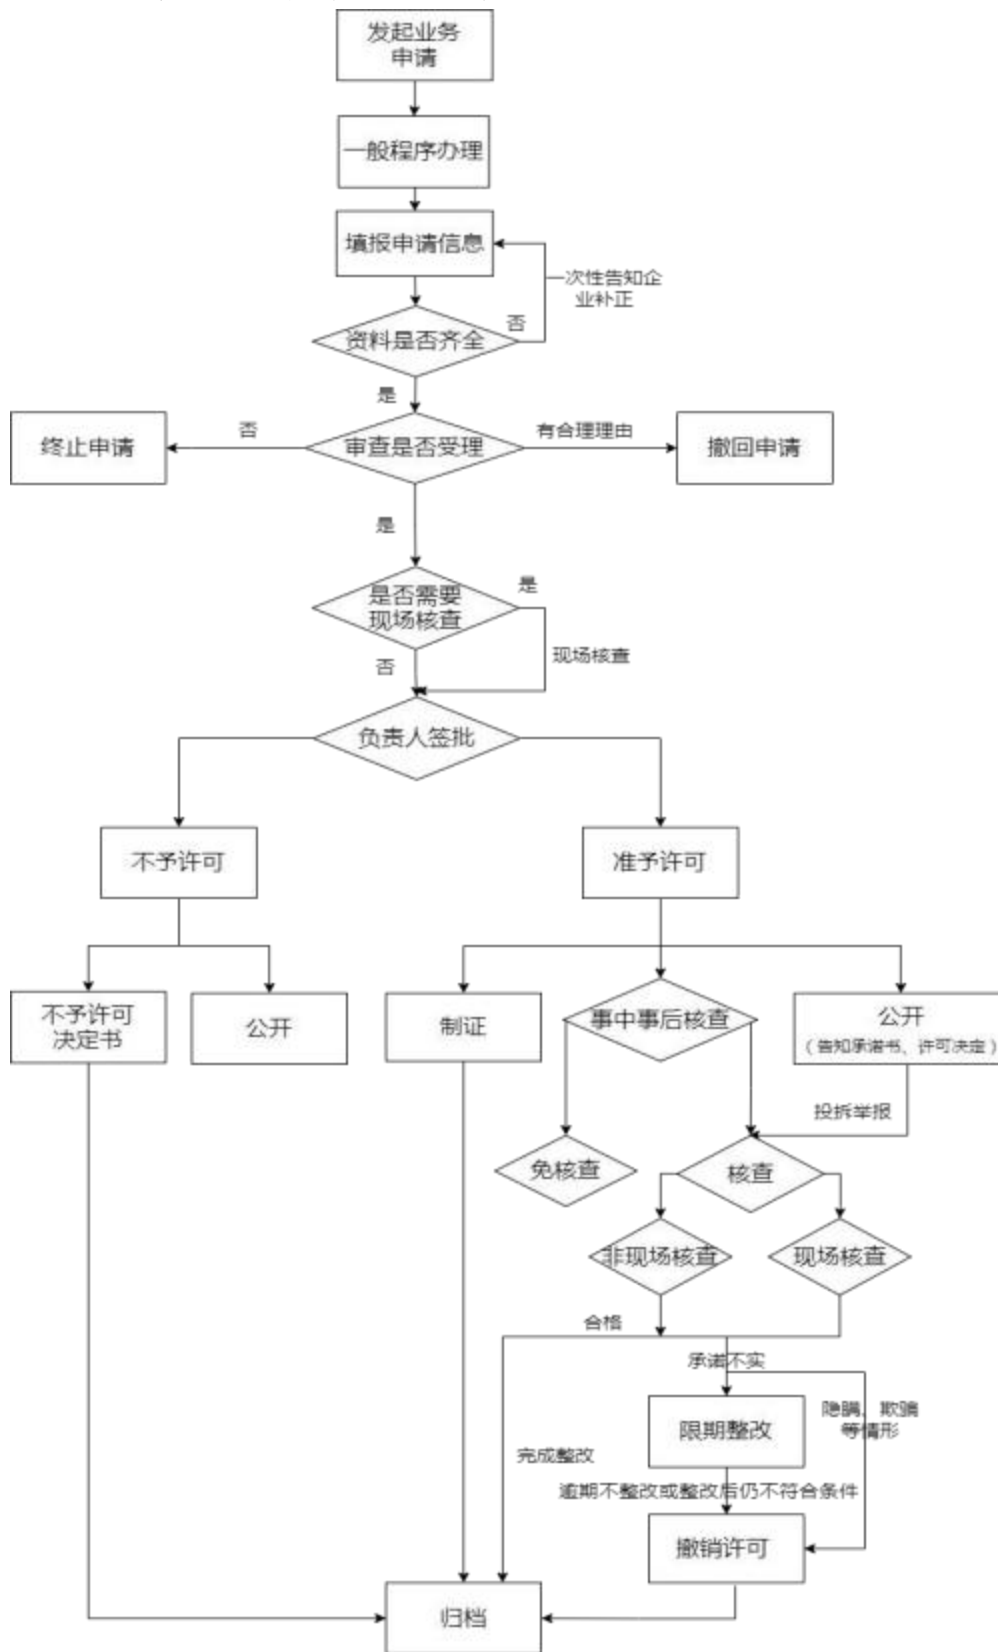 发起业务
申请
一般程序办理
填报申请信息
一次性告知企
业补正
资料是否齐全
否
是
终止申请
否
审查是否受理
有合理理由
撤回申请
是
是否需要
现场核查
是
现场核查
否
负责人签批
不予许可
准予许可
不予许可
决定书
公开
制证
事中事后核查
公开
（告知承诺书、许可决定）
投拆举报
免核查
核查
非现场核查
现场核查
合格
承诺不实
限期整改
隐瞒、欺骗
等情形
完成整改
逾期不整改或整改后仍不符合条件
撤销许可
归档